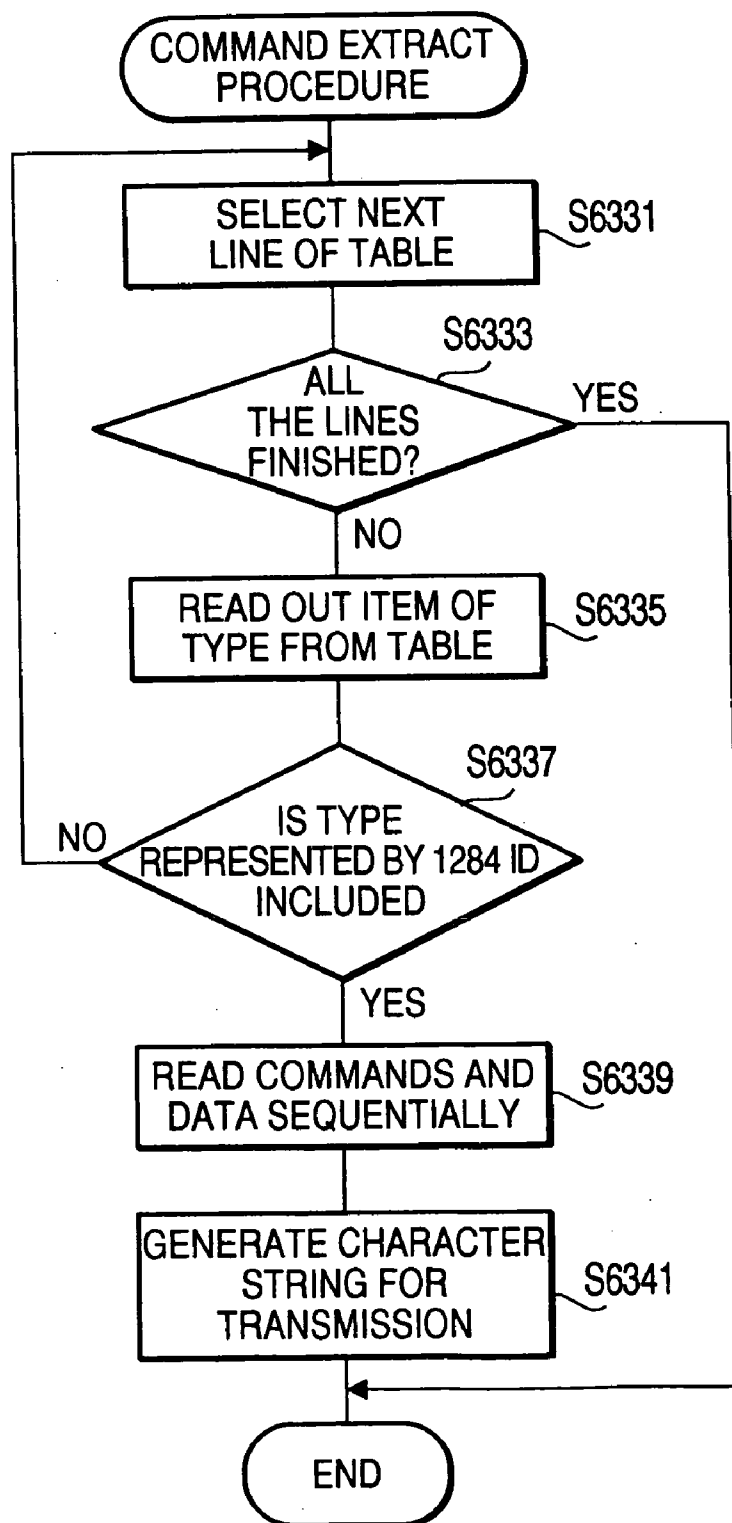 COMMAND EXTRACT
PROCEDURE
SELECT NEXT
LINE OF TABLE
S6331
S6333
ALL
THE LINES
FINISHED?
YES
NO
READ OUT ITEM OF
TYPE FROM TABLE
S6335
S6337
IS TYPE
REPRESENTED BY 1284 ID
INCLUDED
NO
YES
READ COMMANDS AND
DATA SEQUENTIALLY
S6339
GENERATE CHARACTER
STRING FOR
TRANSMISSION
S6341
END